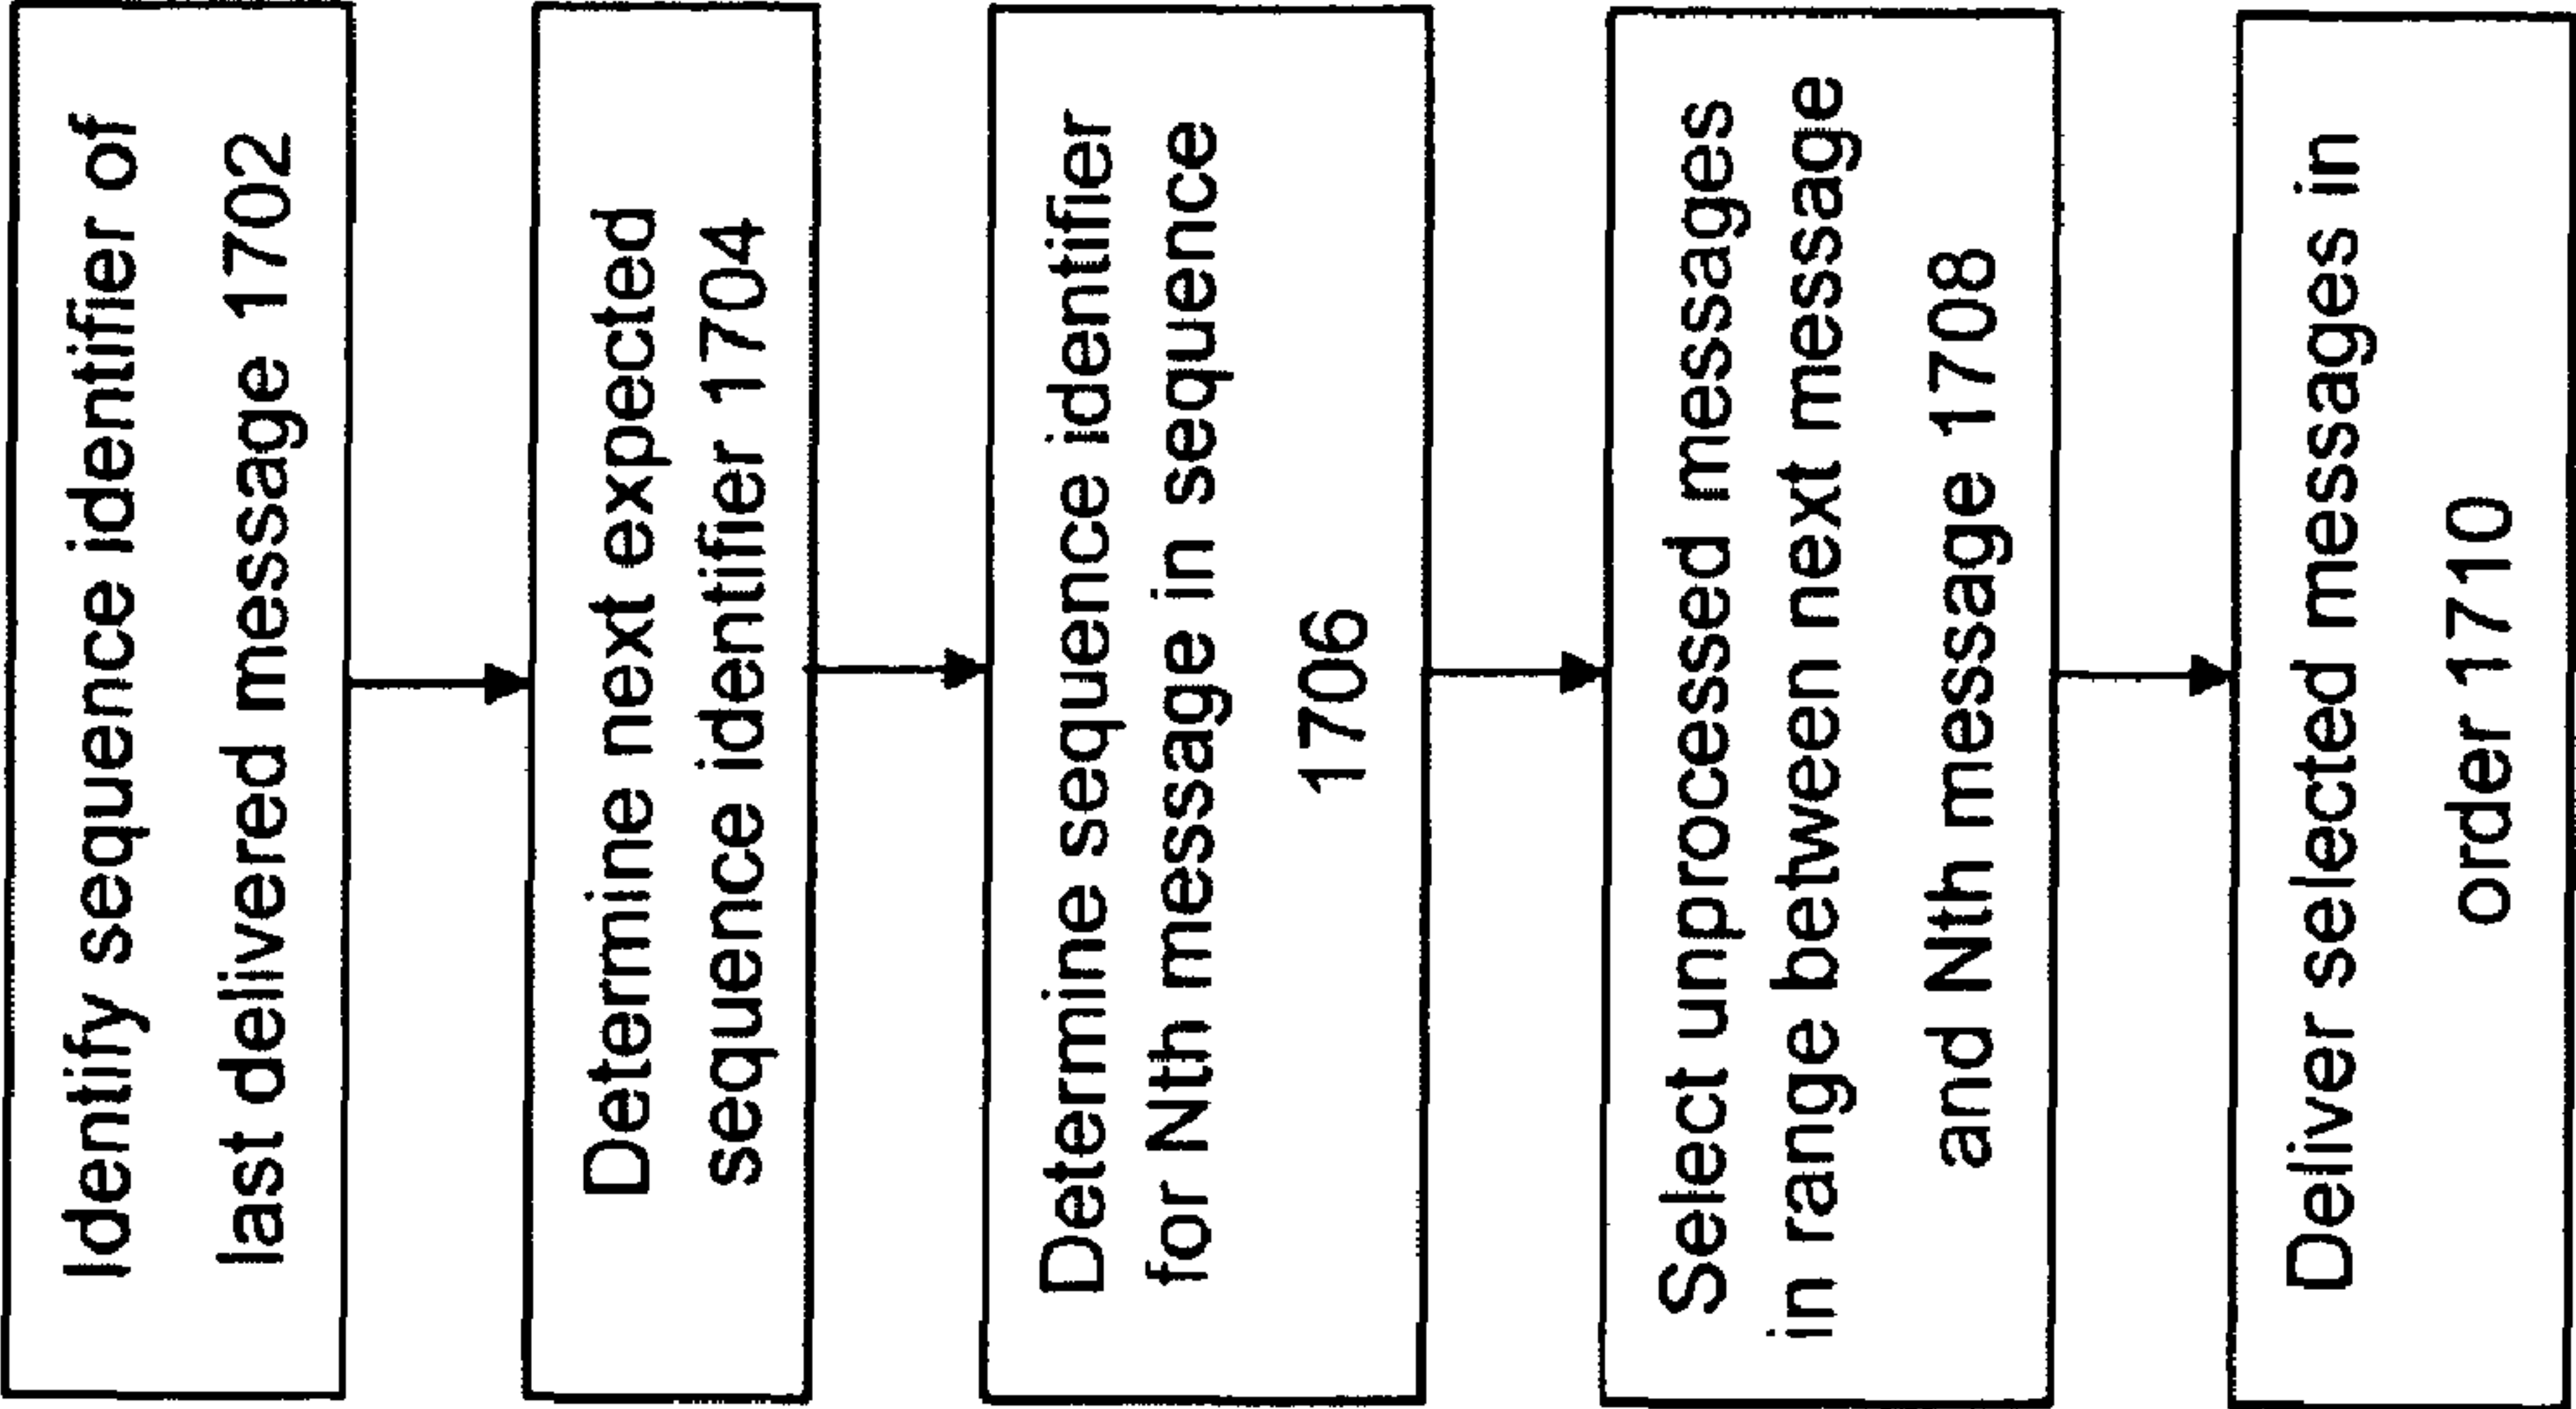 Identify sequence identifier of
last delivered message 1702
Determine next expected
sequence identifier 1704
Determine sequence identifier
for Nth message in sequence
1706
Select unprocessed messages
in range between next message
and Nth message 1708
Deliver selected messages in
order 1710